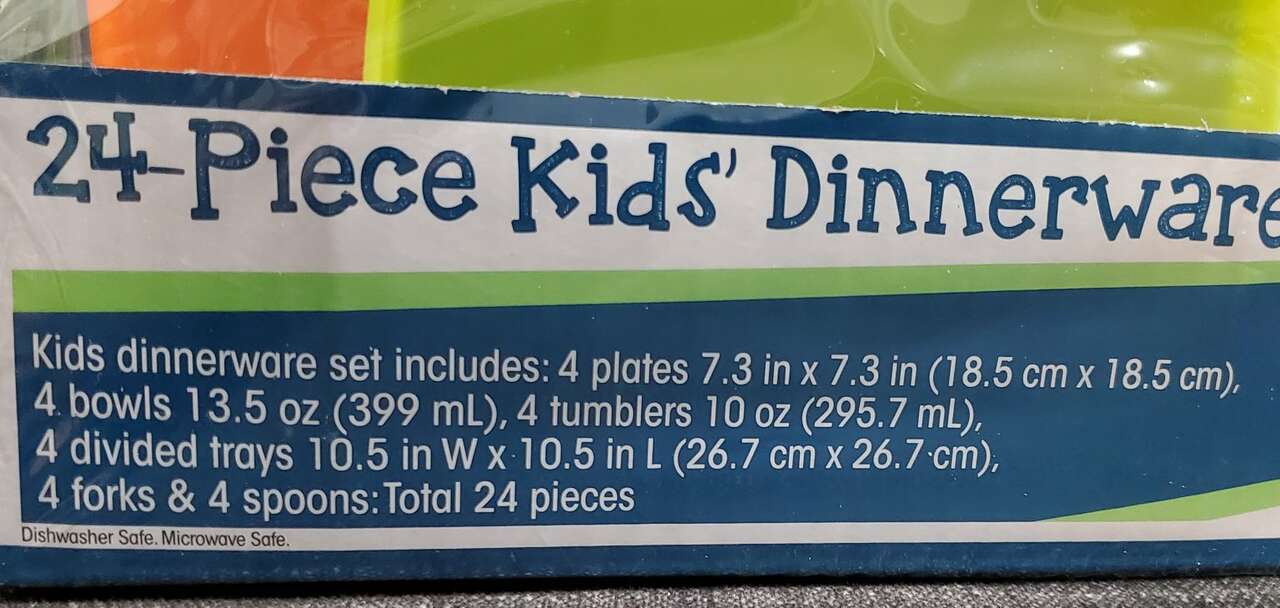 24-Piece Kids' Dinnerware
Kids dinnerware set includes: 4 plates 7.3 in x 7.3 in (18.5 cm x 18.5 cm),
4 bowls 13.5 oz (399 mL), 4 tumblers 10 oz (295.7 mL),
4 divided trays 10.5 in W x 10.5 in L (26.7 cm x 26.7 cm),
4 forks & 4 spoons: Total 24 pieces
Dishwasher Safe. Microwave Safe.